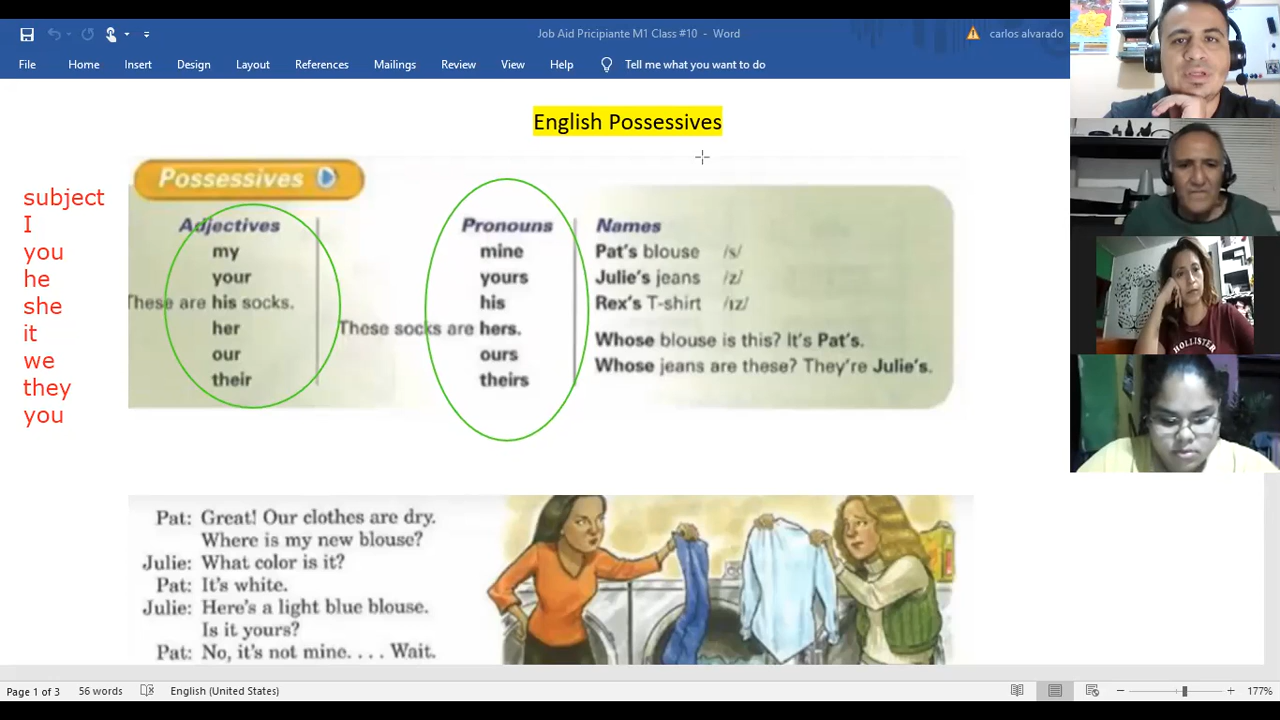 Job Aid Pricipiante M1 Class #10 - Word
carlos alvarado
File Home Insert Design Layout References Mailings Review View Help Tell me what you want to do
English Possessives
Possessives
subject
I
you
he
she
it
we
they
you
Adjectives
my
your
These are his socks.
her
our
their
Pronouns
mine
yours
his
These socks are hers.
ours
theirs
Names
Pat's blouse /s/
Julie's jeans /z/
Rex's T-shirt /ɪz/
Whose blouse is this? It's Pat's.
Whose jeans are these? They're Julie's.
Pat: Great! Our clothes are dry.
Where is my new blouse?
Julie: What color is it?
Pat: It's white.
Julie: Here's a light blue blouse.
Is it yours?
Pat: No, it's not mine. . . . Wait.
HOLLISTER
Page 1 of 3 56 words English (United States) 177%